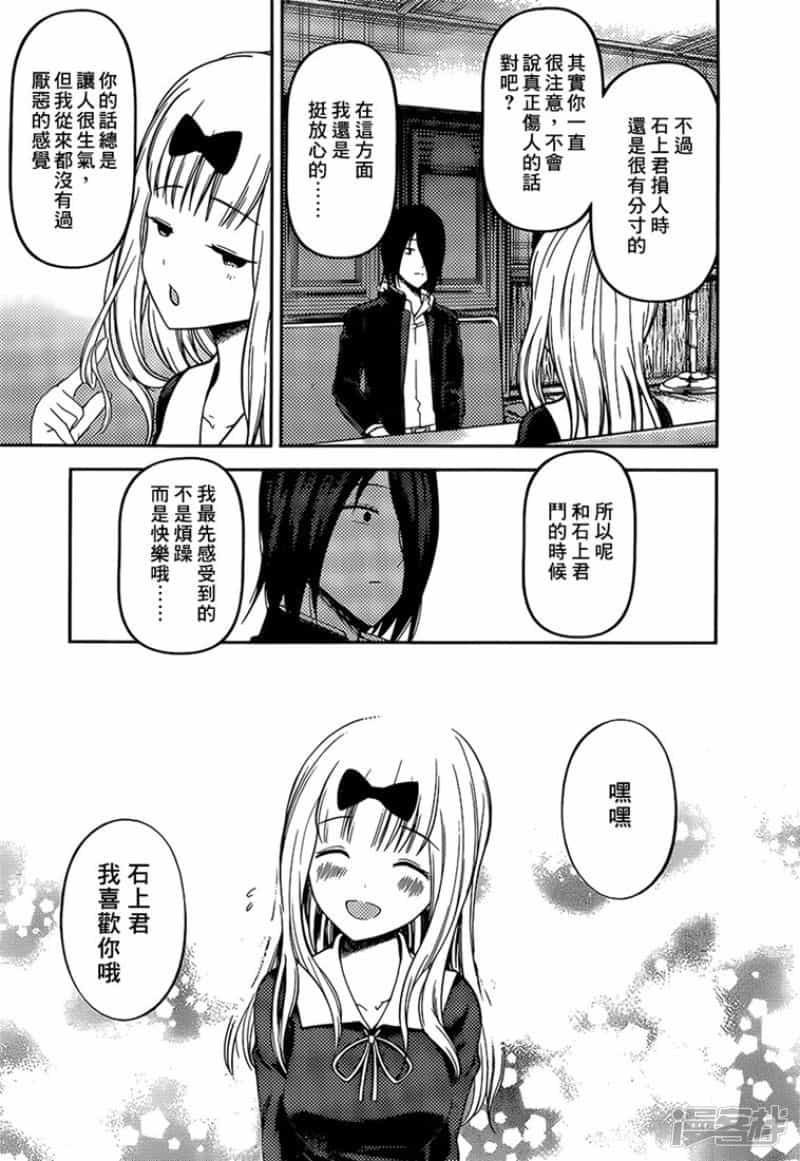 不過
石上君損人時
還是很有分寸的
其實你一直
很注意，不會
說真正傷人的話
對吧？
在這方面
我還是
挺放心的……
你的話總是
讓人很生氣，
但我從來都沒有過
厭惡的感覺
所以呢
和石上君
鬥的時候
我最先感受到的
不是煩躁
而是快樂哦……
嘿嘿
石上君
我喜歡你哦
漫客栈